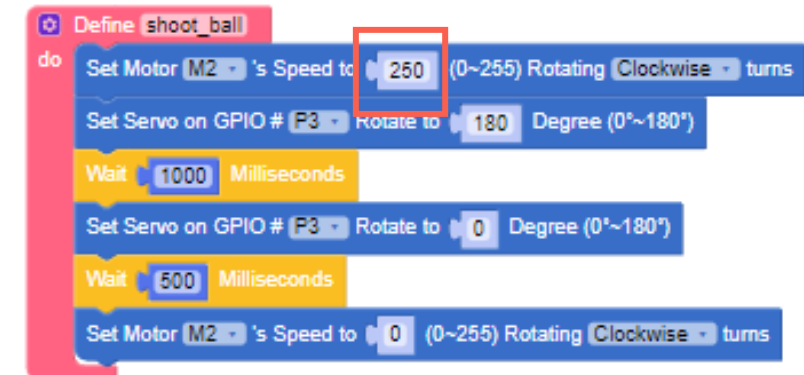 Define shoot_ball
do Set Motor M2 's Speed to 250 (0~255) Rotating Clockwise turns
Set Servo on GPIO # P3 Rotate to 180 Degree (0°~180°)
Wait 1000 Milliseconds
Set Servo on GPIO # P3 Rotate to 0 Degree (0°~180°)
Wait 500 Milliseconds
Set Motor M2 's Speed to 0 (0~255) Rotating Clockwise turns